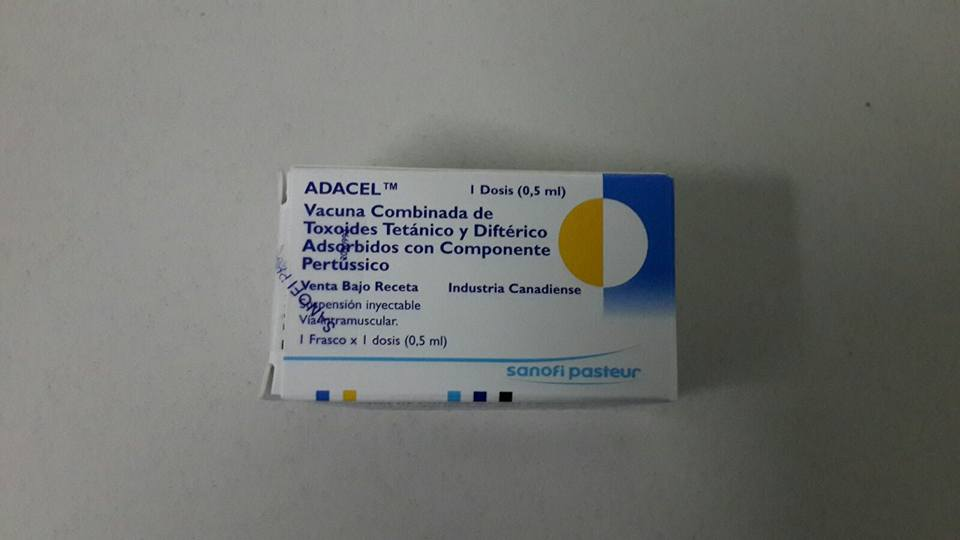 ADACEL™ 1 Dosis (0,5 ml)
Vacuna Combinada de
Toxoides Tetánico y Diftérico
Adsorbidos con Componente
Pertússico
Venta Bajo Receta Industria Canadiense
Suspensión inyectable
Vía intramuscular.
1 Frasco x 1 dosis (0,5 ml)
sanofi pasteur
SANOFI